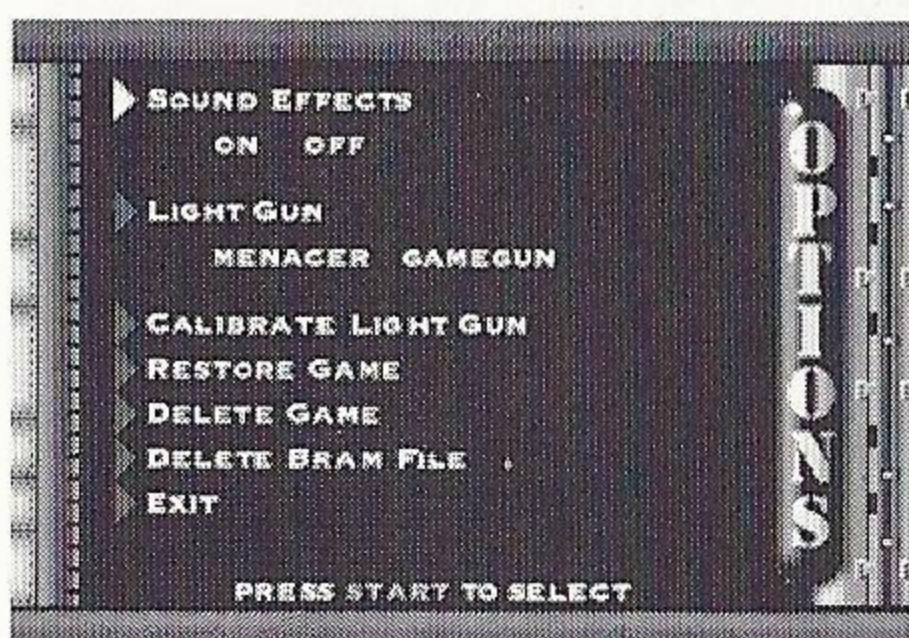 SOUND EFFECTS
ON OFF
LIGHT GUN
MENACER GAMEGUN
CALIBRATE LIGHT GUN
RESTORE GAME
DELETE GAME
DELETE BRAM FILE
EXIT
PRESS START TO SELECT
OPTIONS